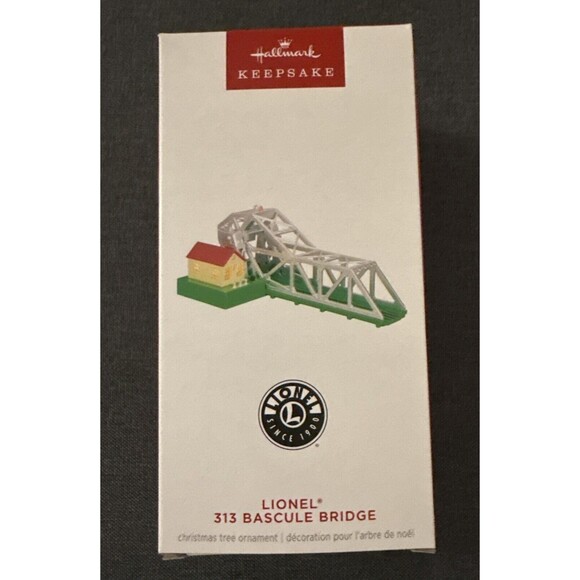 Hallmark
KEEPSAKE
LIONEL
L
SINCE 1900
LIONEL®
313 BASCULE BRIDGE
christmas tree ornament | décoration pour l'arbre de noël